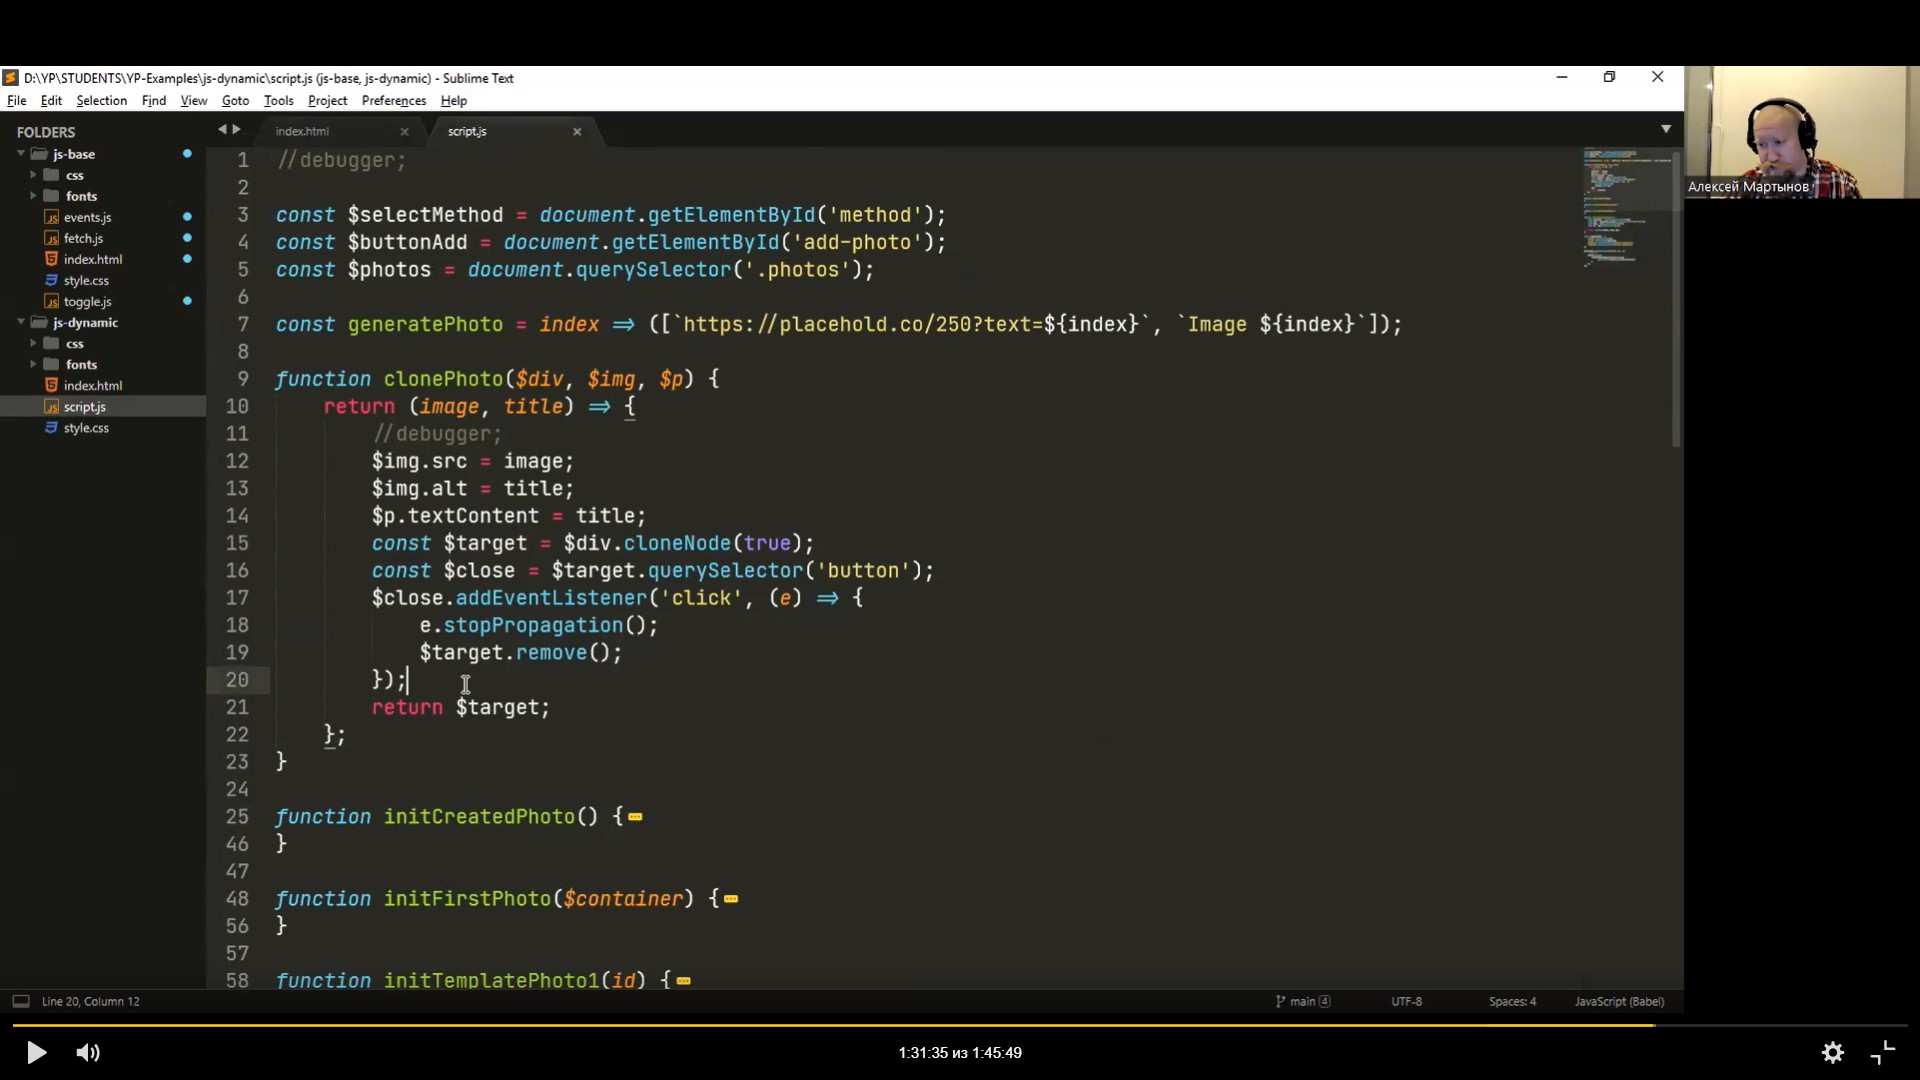 D:\YP\STUDENTS\YP-Examples\js-dynamic\script.js (js-base, js-dynamic) - Sublime Text
File Edit Selection Find View Goto Tools Project Preferences Help
FOLDERS
js-base
css
fonts
events.js
fetch.js
index.html
style.css
toggle.js
js-dynamic
css
fonts
index.html
script.js
style.css
index.html
script.js
1 //debugger;
2
3 const $selectMethod = document.getElementById('method');
4 const $buttonAdd = document.getElementById('add-photo');
5 const $photos = document.querySelector('.photos');
6
7 const generatePhoto = index => ([`https://placehold.co/250?text=${index}`, `Image ${index}`]);
8
9 function clonePhoto($div, $img, $p) {
10 return (image, title) => {
11 //debugger;
12 $img.src = image;
13 $img.alt = title;
14 $p.textContent = title;
15 const $target = $div.cloneNode(true);
16 const $close = $target.querySelector('button');
17 $close.addEventListener('click', (e) => {
18 e.stopPropagation();
19 $target.remove();
20 });
21 return $target;
22 };
23 }
24
25 function initCreatedPhoto() {
46 }
47
48 function initFirstPhoto($container) {
56 }
57
58 function initTemplatePhoto1(id) {
Line 20, Column 12
main 4
UTF-8
Spaces: 4
JavaScript (Babel)
Алексей Мартынов
1:31:35 из 1:45:49